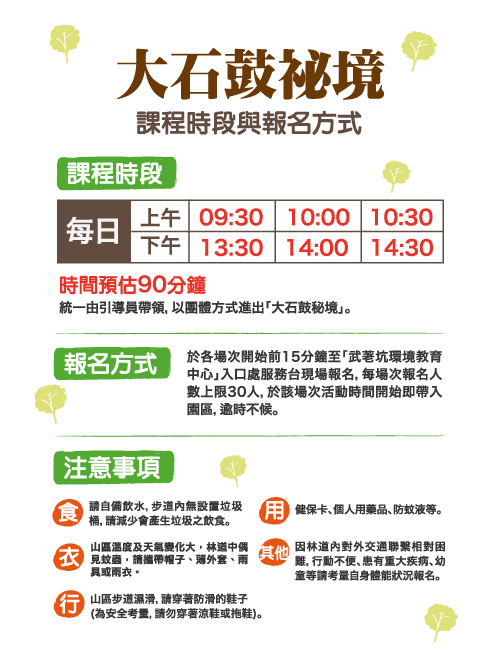 大石鼓祕境
課程時段與報名方式
課程時段
每日
上午 09:30 10:00 10:30
下午 13:30 14:00 14:30
時間預估90分鐘
統一由引導員帶領, 以團體方式進出「大石鼓秘境」。
報名方式
於各場次開始前15分鐘至「武荖坑環境教育
中心」入口處服務台現場報名, 每場次報名人
數上限30人, 於該場次活動時間開始即帶入
園區, 逾時不候。
注意事項
食
請自備飲水, 步道內無設置垃圾
桶, 請減少會產生垃圾之飲食。
衣
山區溫度及天氣變化大，林道中偶
見蚊蟲，請攜帶帽子、薄外套、雨
具或雨衣。
行
山區步道濕滑, 請穿著防滑的鞋子
(為安全考量, 請勿穿著涼鞋或拖鞋)。
用
健保卡、個人用藥品、防蚊液等。
其他
因林道內對外交通聯繫相對困
難, 行動不便、患有重大疾病、幼
童等請考量自身體能狀況報名。